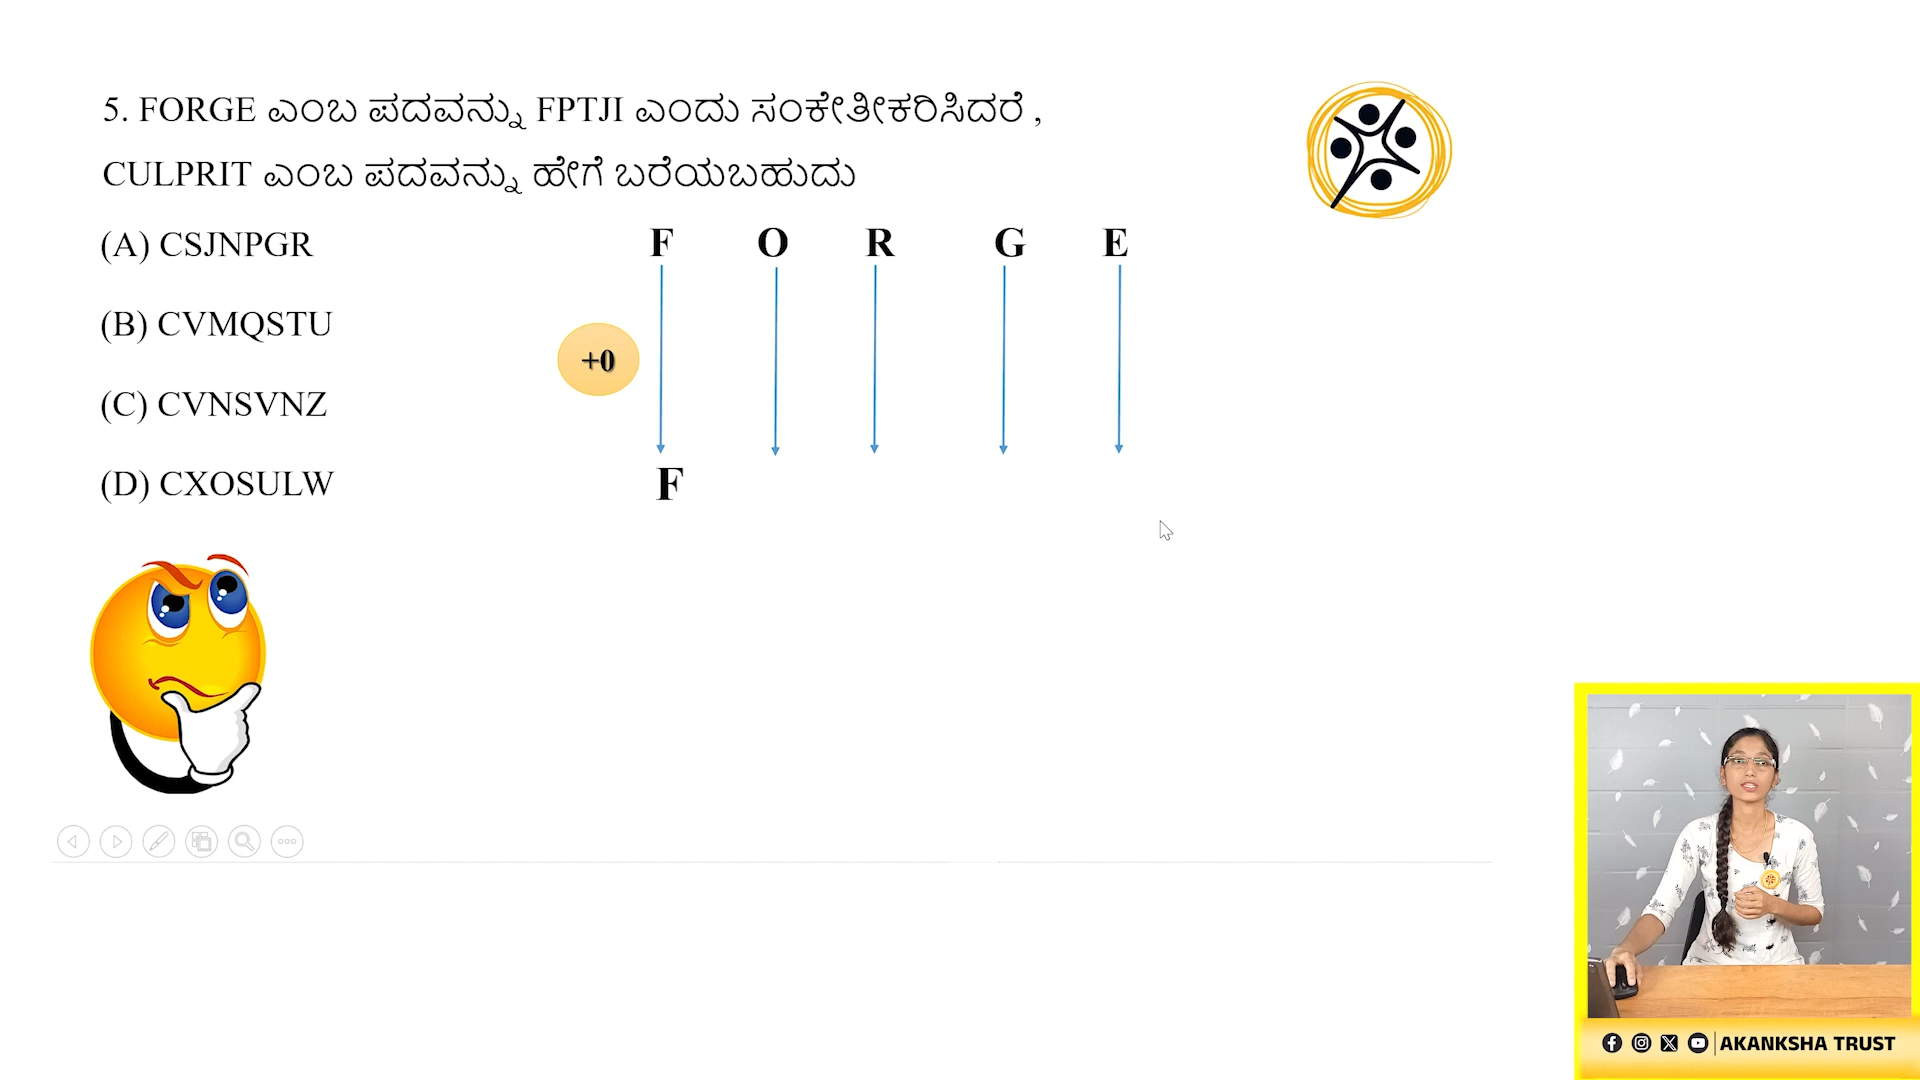 5. FORGE ಎಂಬ ಪದವನ್ನು FPTJI ಎಂದು ಸಂಕೇತೀಕರಿಸಿದರೆ ,
CULPRIT ಎಂಬ ಪದವನ್ನು ಹೇಗೆ ಬರೆಯಬಹುದು
(A) CSJNPGR
(B) CVMQSTU
(C) CVNSVNZ
(D) CXOSULW
F O R G E
+0
F
AKANKSHA TRUST